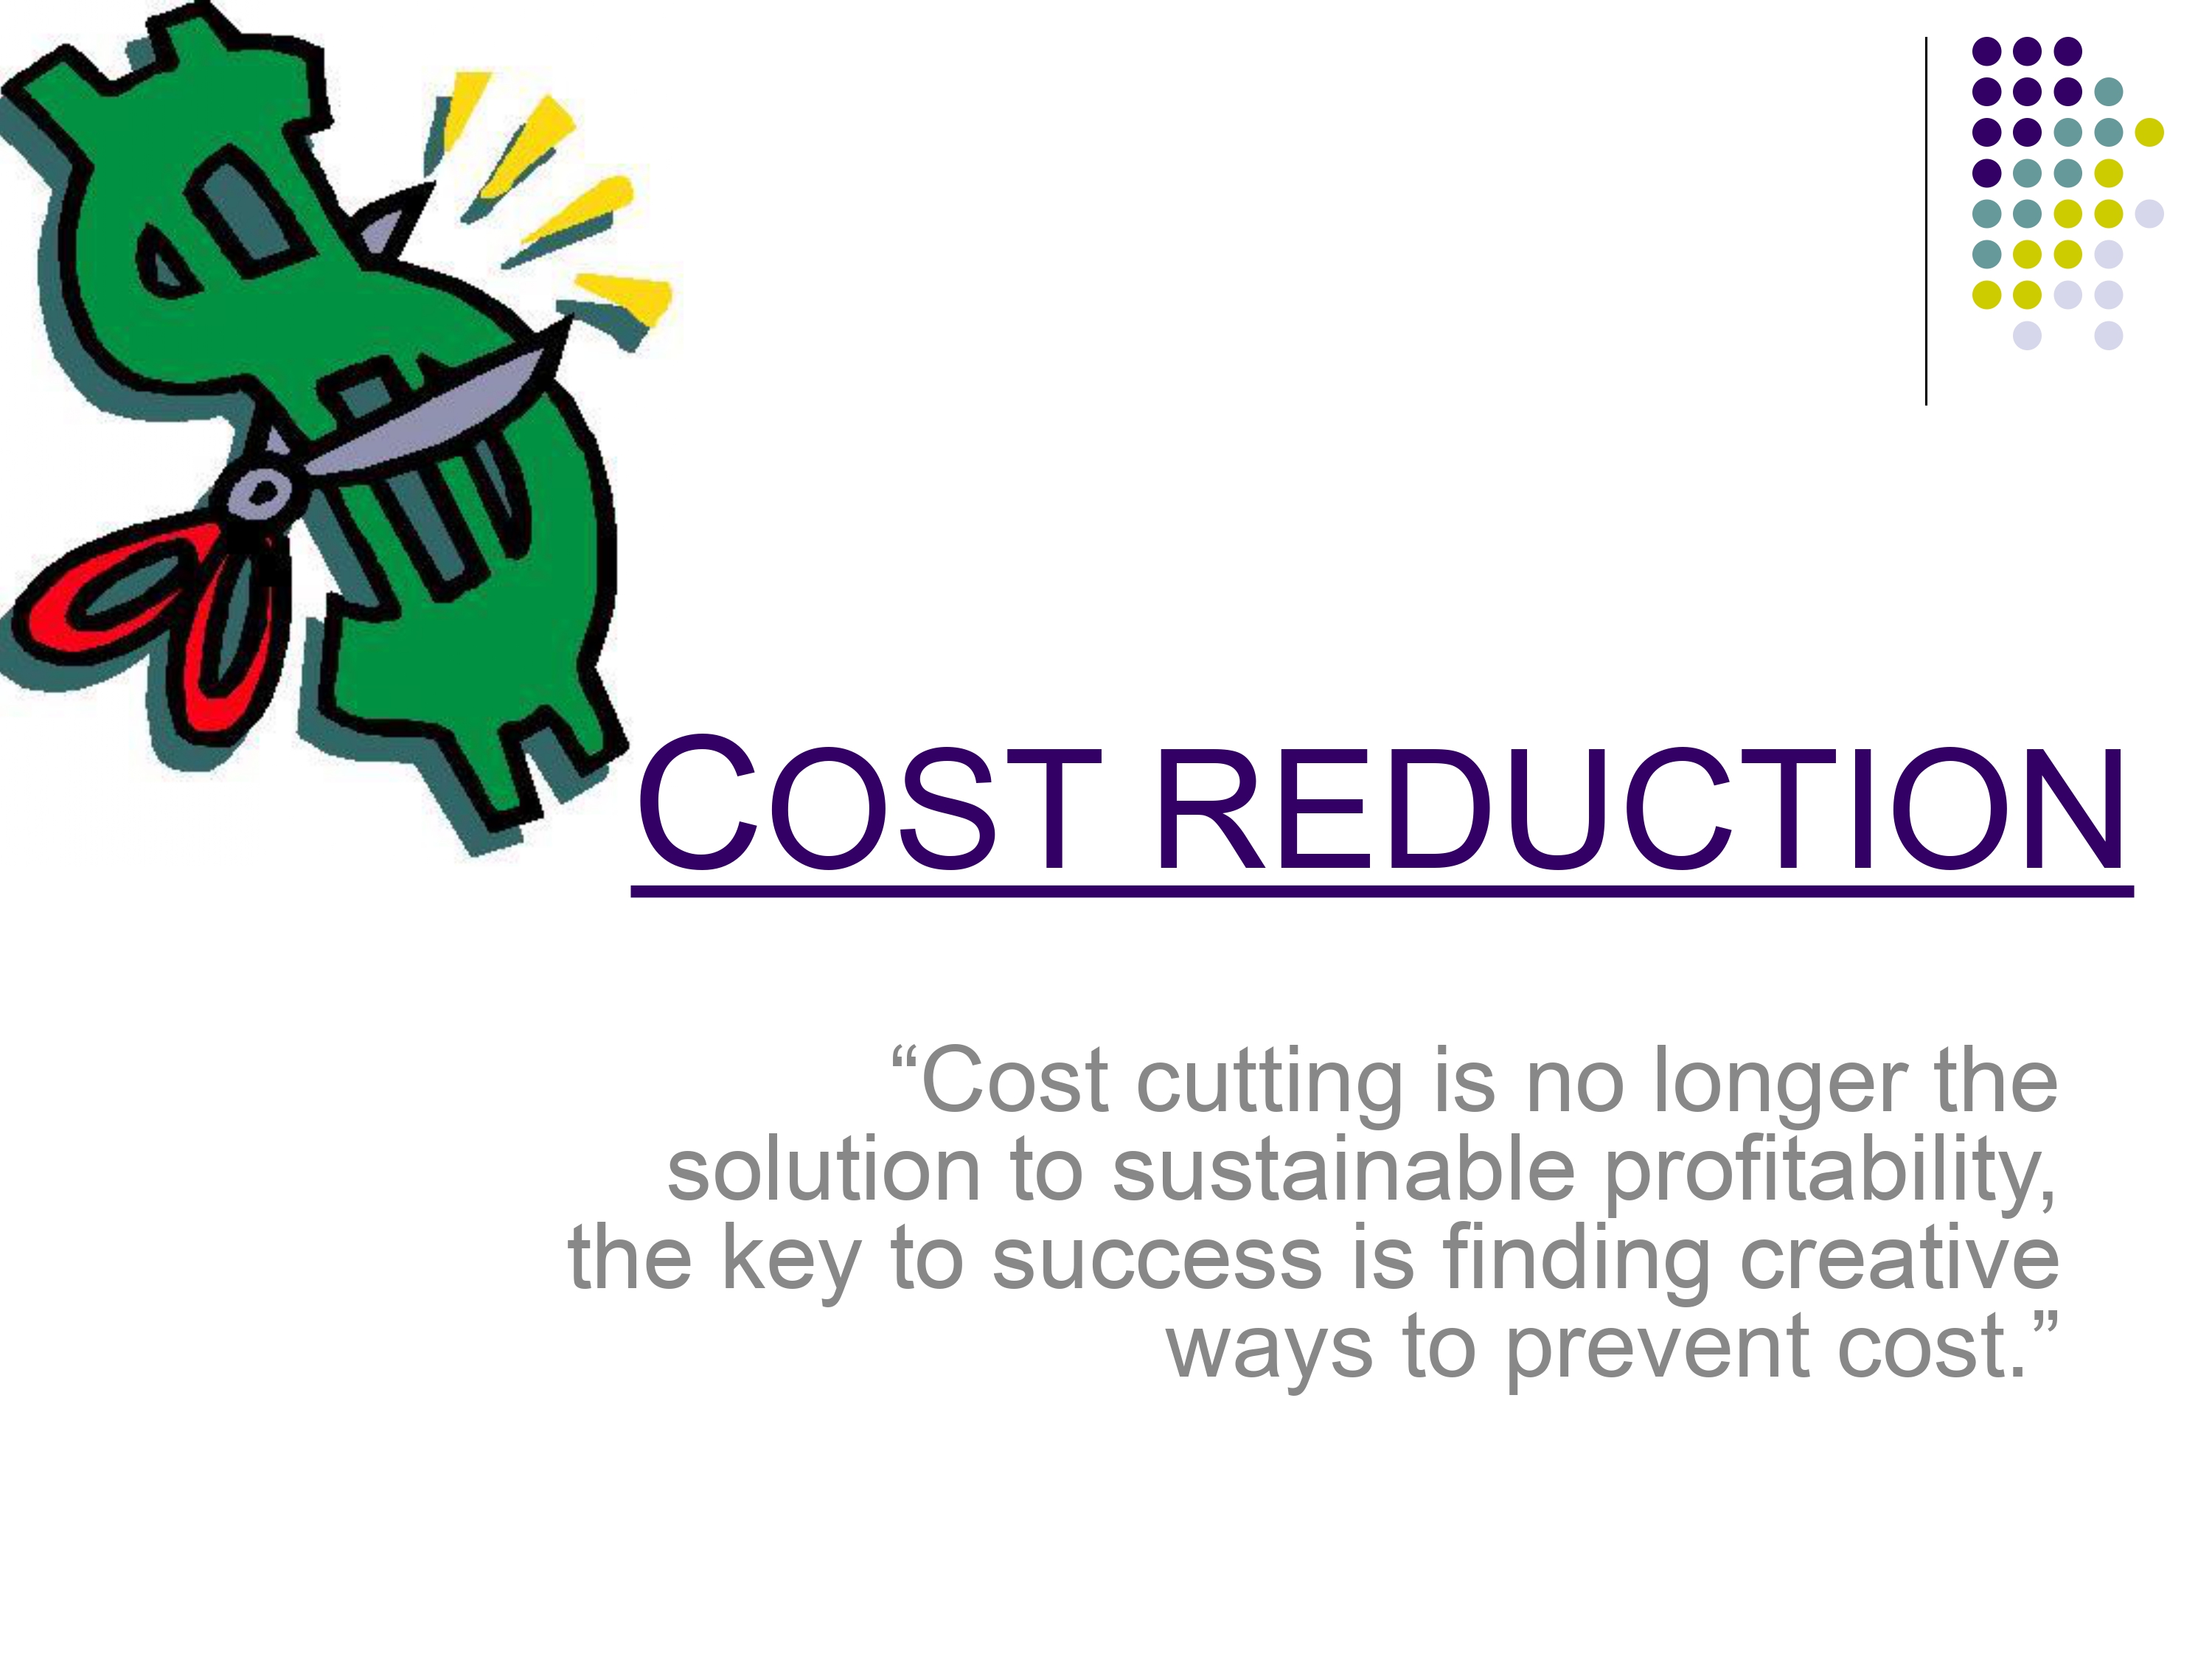 COST REDUCTION
“Cost cutting is no longer the
solution to sustainable profitability,
the key to success is finding creative
ways to prevent cost.”